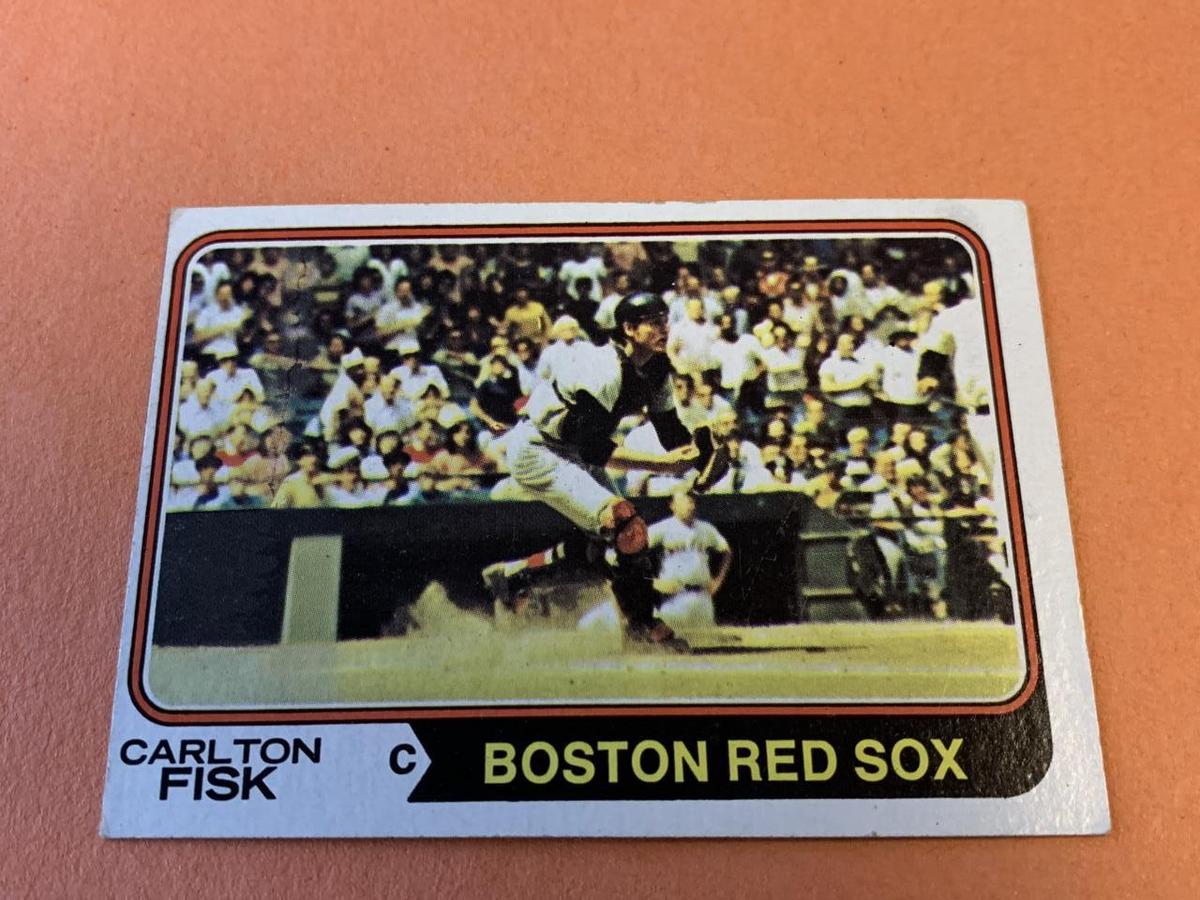 CARLTON
FISK
C
BOSTON RED SOX